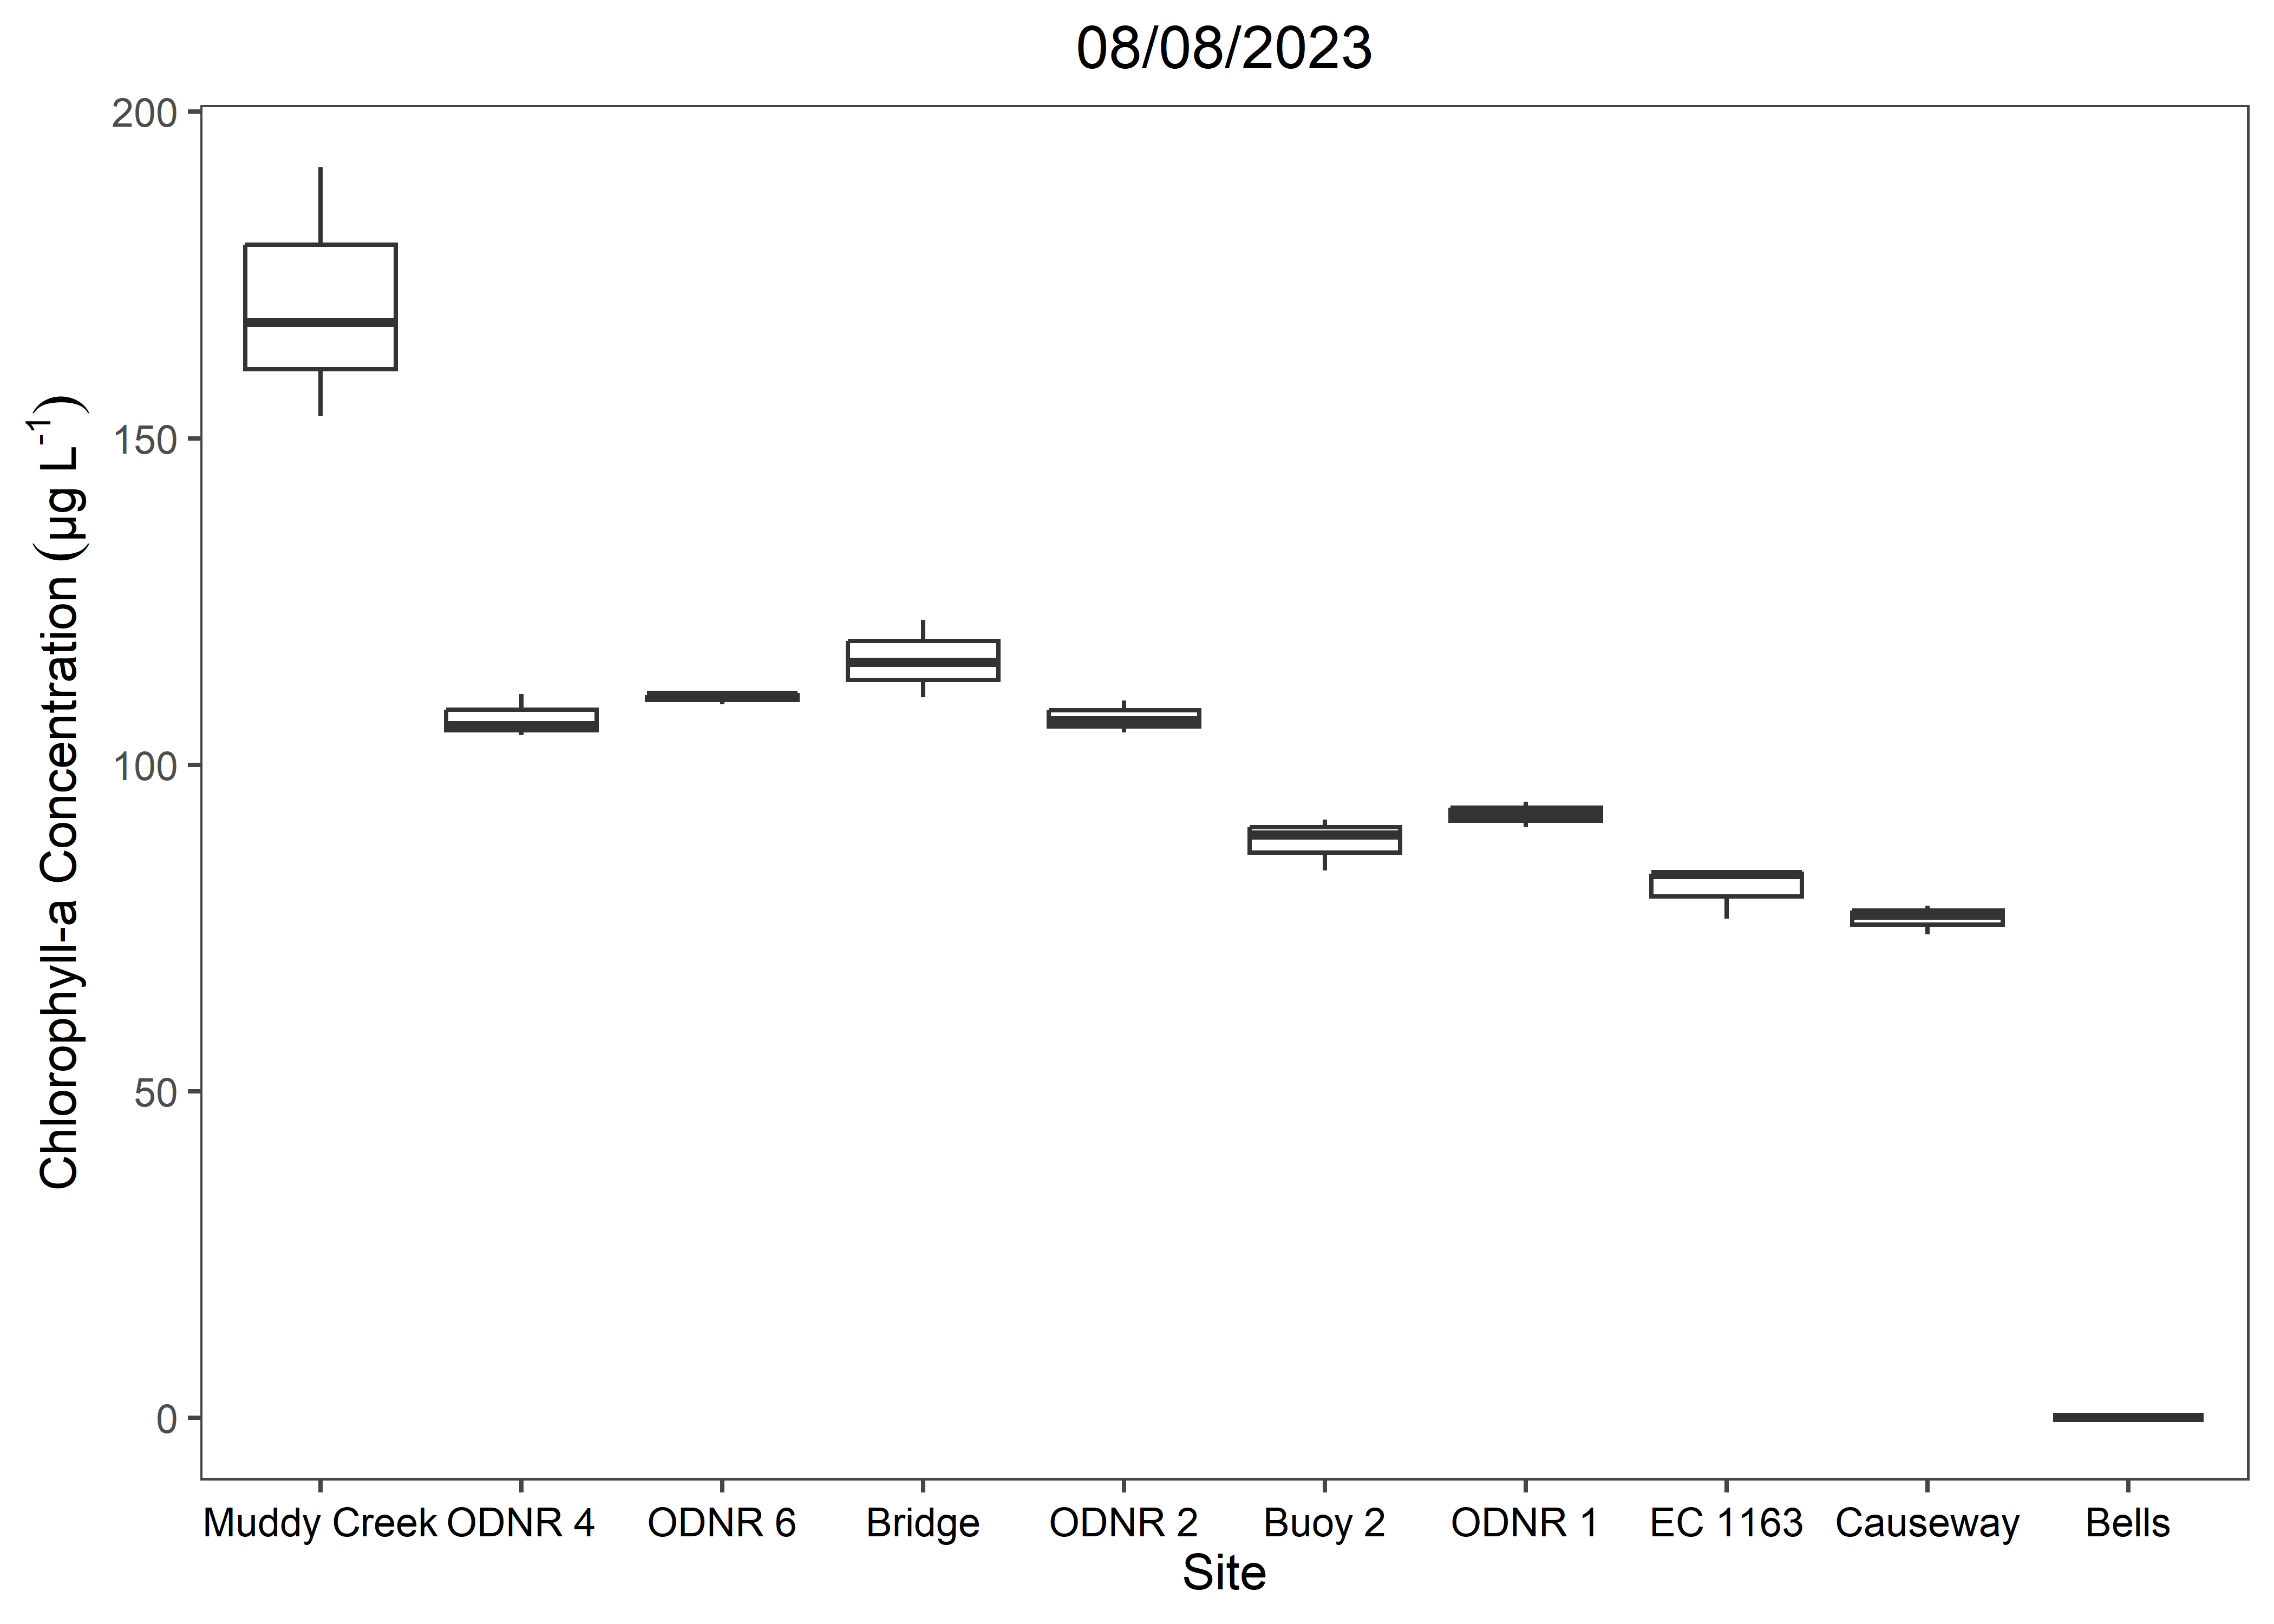 08/08/2023
Chlorophyll-a Concentration (µg L⁻¹)
200
150
100
50
0
Muddy Creek ODNR 4 ODNR 6 Bridge ODNR 2 Buoy 2 ODNR 1 EC 1163 Causeway Bells
Site